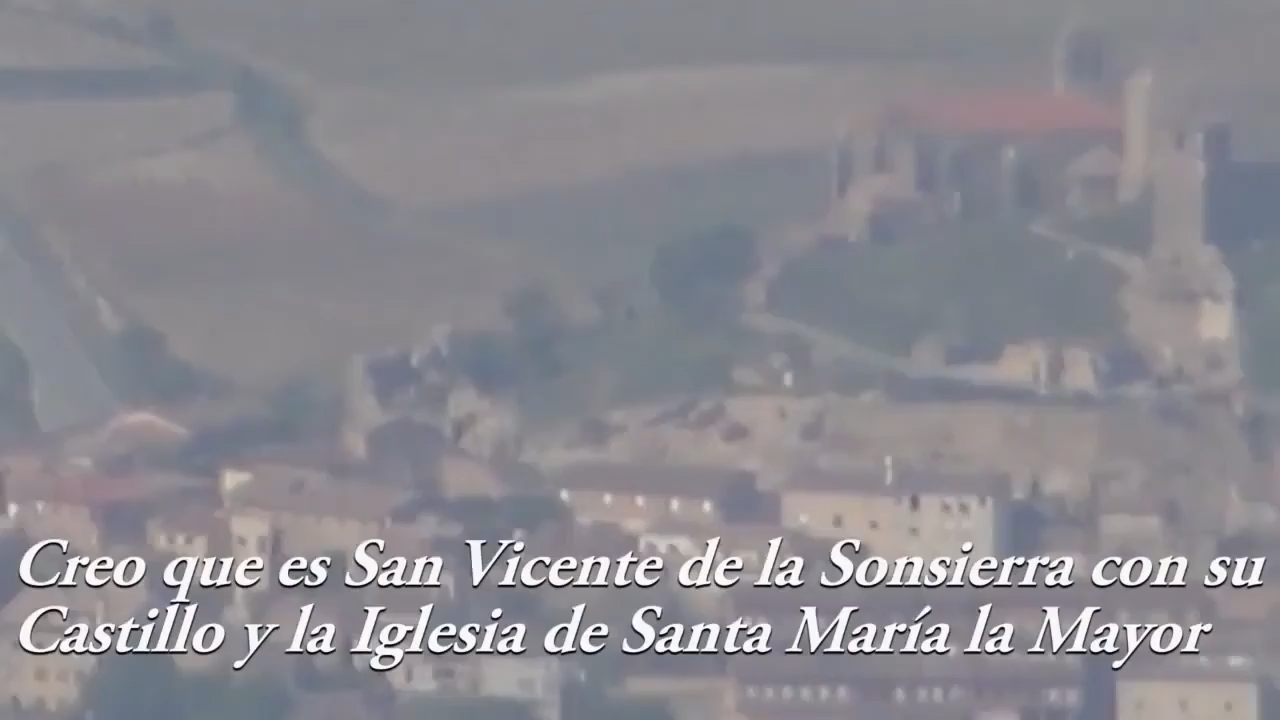 Creo que es San Vicente de la Sonsierra con su
Castillo y la Iglesia de Santa María la Mayor